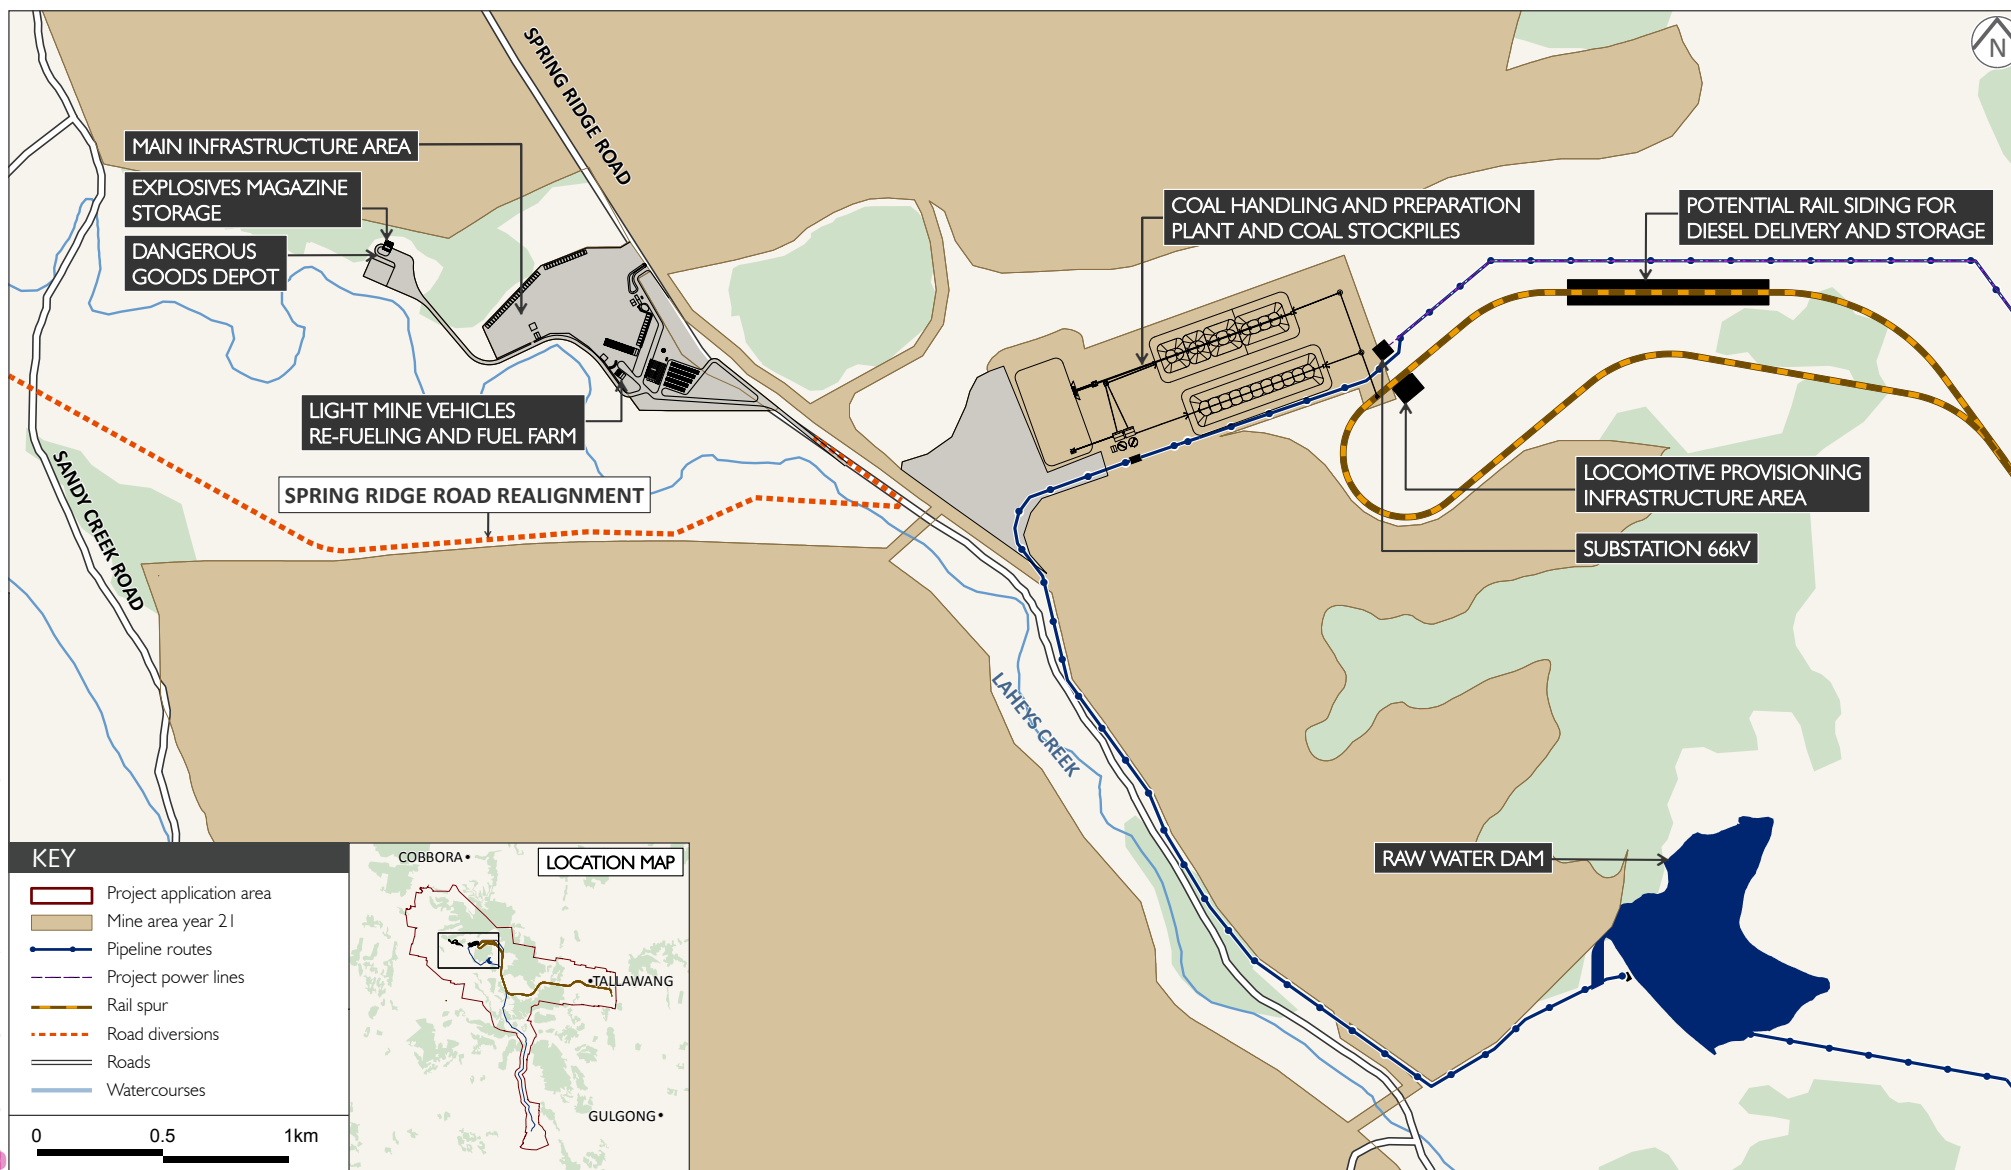 N
SPRING RIDGE ROAD
MAIN INFRASTRUCTURE AREA
EXPLOSIVES MAGAZINE
STORAGE
DANGEROUS
GOODS DEPOT
COAL HANDLING AND PREPARATION
PLANT AND COAL STOCKPILES
POTENTIAL RAIL SIDING FOR
DIESEL DELIVERY AND STORAGE
LIGHT MINE VEHICLES
RE-FUELING AND FUEL FARM
SPRING RIDGE ROAD REALIGNMENT
SANDY CREEK ROAD
LOCOMOTIVE PROVISIONING
INFRASTRUCTURE AREA
SUBSTATION 66kV
LAHEYS CREEK
RAW WATER DAM
KEY
Project application area
Mine area year 21
Pipeline routes
Project power lines
Rail spur
Road diversions
Roads
Watercourses
0 0.5 1km
LOCATION MAP
COBBORA
TALLAWANG
GULGONG